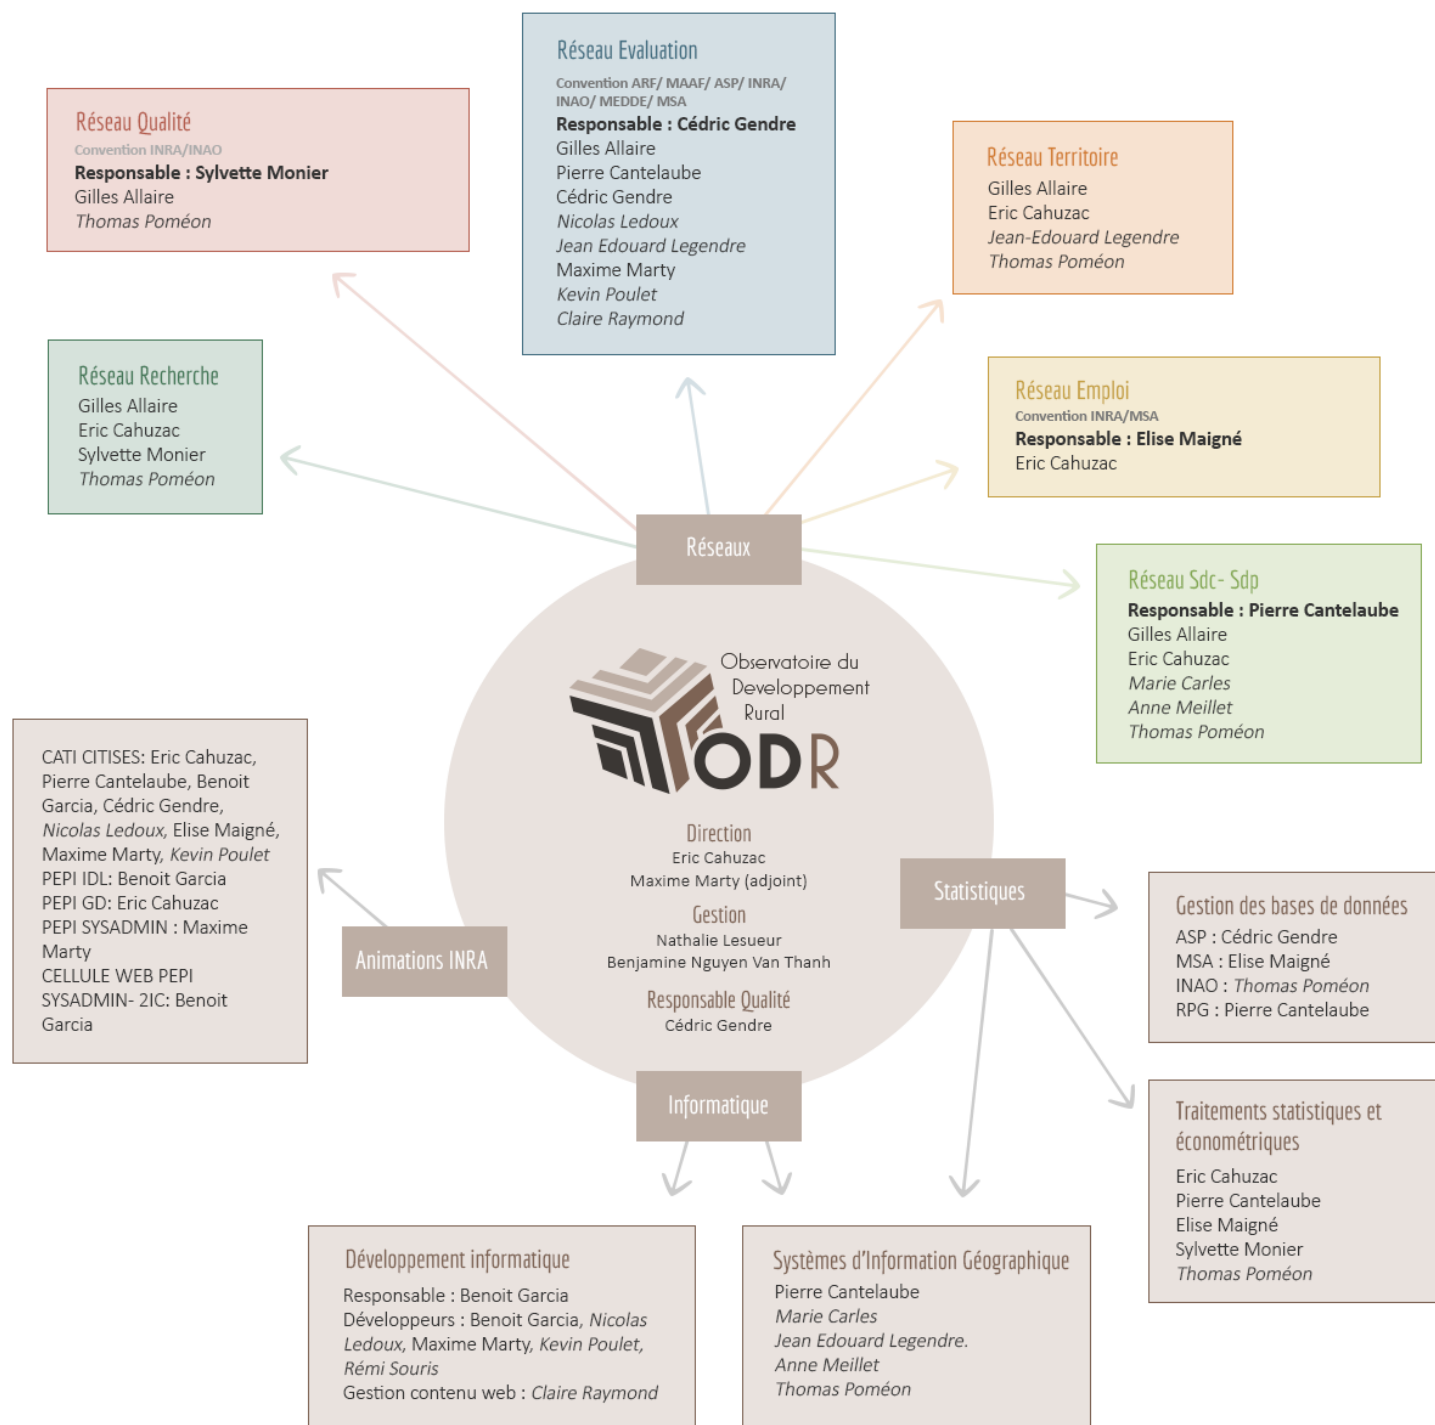 Réseau Evaluation
Convention ARF/ MAAF/ ASP/ INRA/
INAO/ MEDDE/ MSA
Responsable : Cédric Gendre
Gilles Allaire
Pierre Cantelaube
Cédric Gendre
Nicolas Ledoux
Jean Edouard Legendre
Maxime Marty
Kevin Poulet
Claire Raymond
Réseau Qualité
Convention INRA/INAO
Responsable : Sylvette Monier
Gilles Allaire
Thomas Poméon
Réseau Territoire
Gilles Allaire
Eric Cahuzac
Jean-Edouard Legendre
Thomas Poméon
Réseau Recherche
Gilles Allaire
Eric Cahuzac
Sylvette Monier
Thomas Poméon
Réseau Emploi
Convention INRA/MSA
Responsable : Elise Maigné
Eric Cahuzac
Réseaux
Réseau Sdc- Sdp
Responsable : Pierre Cantelaube
Gilles Allaire
Eric Cahuzac
Marie Carles
Anne Meillet
Thomas Poméon
Observatoire du
Developpement
Rural
ODR
Direction
Eric Cahuzac
Maxime Marty (adjoint)
Gestion
Nathalie Lesueur
Benjamine Nguyen Van Thanh
Responsable Qualité
Cédric Gendre
CATI CITISES: Eric Cahuzac,
Pierre Cantelaube, Benoit
Garcia, Cédric Gendre,
Nicolas Ledoux, Elise Maigné,
Maxime Marty, Kevin Poulet
PEPI IDL: Benoit Garcia
PEPI GD: Eric Cahuzac
PEPI SYSADMIN : Maxime
Marty
CELLULE WEB PEPI
SYSADMIN- 2IC: Benoit
Garcia
Animations INRA
Statistiques
Gestion des bases de données
ASP : Cédric Gendre
MSA : Elise Maigné
INAO : Thomas Poméon
RPG : Pierre Cantelaube
Informatique
Traitements statistiques et
économétriques
Eric Cahuzac
Pierre Cantelaube
Elise Maigné
Sylvette Monier
Thomas Poméon
Développement informatique
Responsable : Benoit Garcia
Développeurs : Benoit Garcia, Nicolas
Ledoux, Maxime Marty, Kevin Poulet,
Rémi Souris
Gestion contenu web : Claire Raymond
Systèmes d'Information Géographique
Pierre Cantelaube
Marie Carles
Jean Edouard Legendre.
Anne Meillet
Thomas Poméon